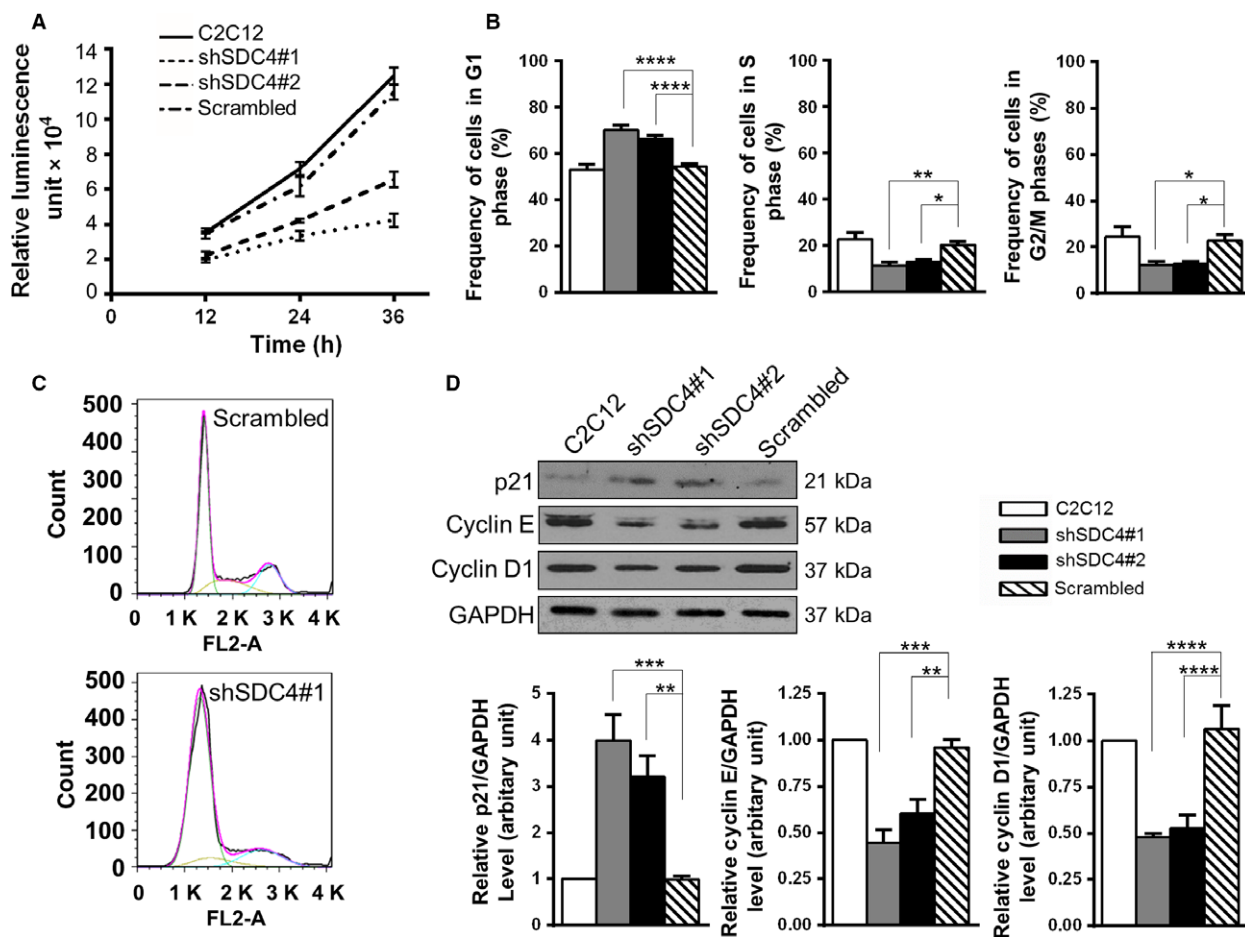 A
C2C12
shSDC4#1
shSDC4#2
Scrambled
Relative luminescence
unit × 10⁴
14
12
10
8
6
4
2
0
0
12
24
36
Time (h)
B
Frequency of cells in G1
phase (%)
100
80
60
40
20
0
****
****
Frequency of cells in S
phase (%)
100
80
60
40
20
0
**
*
Frequency of cells in
G2/M phases (%)
100
80
60
40
20
0
*
*
C
Scrambled
Count
500
400
300
200
100
0
0
1 K
2 K
3 K
4 K
FL2-A
shSDC4#1
Count
500
400
300
200
100
0
0
1 K
2 K
3 K
4 K
FL2-A
D
C2C12
shSDC4#1
shSDC4#2
Scrambled
p21
21 kDa
Cyclin E
57 kDa
Cyclin D1
37 kDa
GAPDH
37 kDa
C2C12
shSDC4#1
shSDC4#2
Scrambled
Relative p21/GAPDH
Level (arbitary unit)
5
4
3
2
1
0
***
**
Relative cyclin E/GAPDH
level (arbitary unit)
1.25
1.00
0.75
0.50
0.25
0.00
***
**
Relative cyclin D1/GAPDH
level (arbitary unit)
1.25
1.00
0.75
0.50
0.25
0.00
****
****